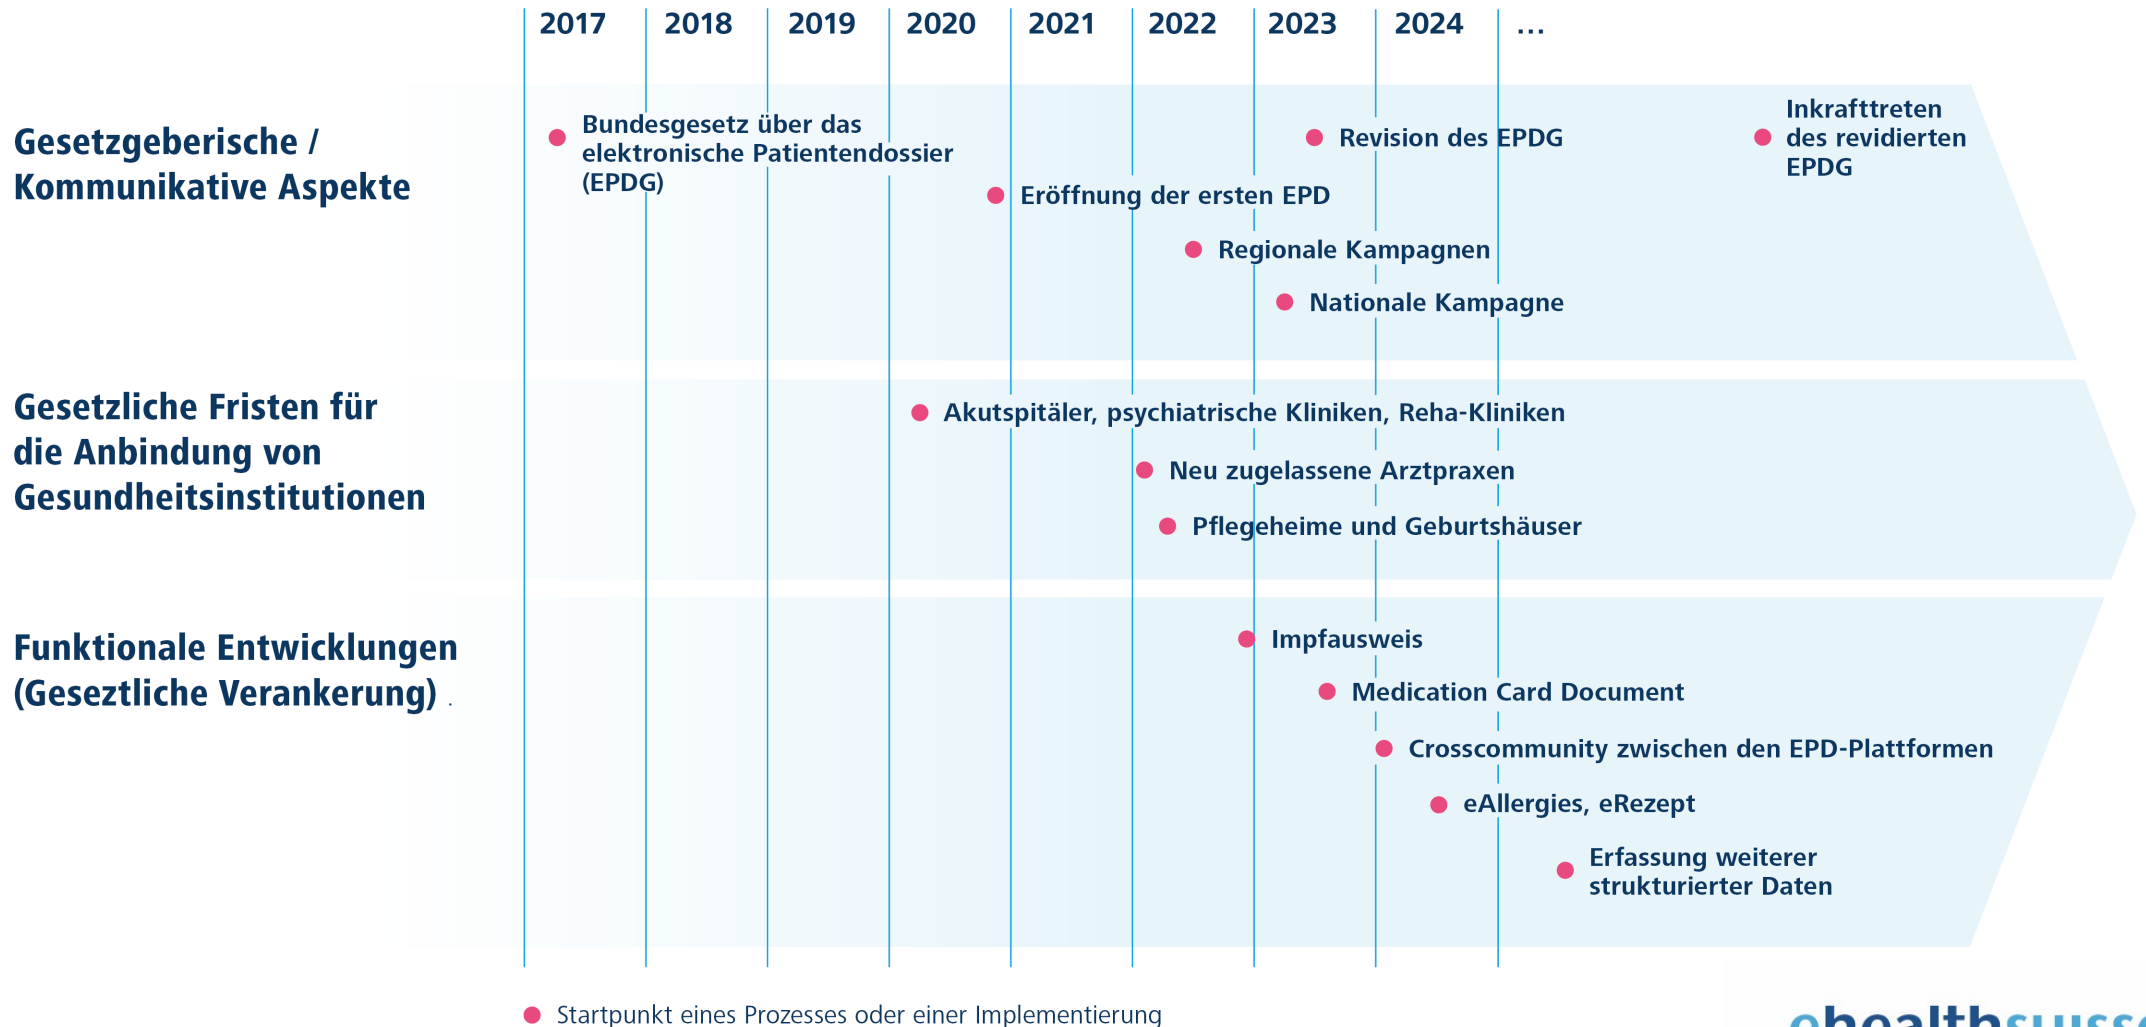 2017 2018 2019 2020 2021 2022 2023 2024 ...
Gesetzgeberische /
Kommunikative Aspekte
Bundesgesetz über das
elektronische Patientendossier
(EPDG)
Eröffnung der ersten EPD
Regionale Kampagnen
Nationale Kampagne
Revision des EPDG
Inkrafttreten
des revidierten
EPDG
Gesetzliche Fristen für
die Anbindung von
Gesundheitsinstitutionen
Akutspitäler, psychiatrische Kliniken, Reha-Kliniken
Neu zugelassene Arztpraxen
Pflegeheime und Geburtshäuser
Funktionale Entwicklungen
(Geseztliche Verankerung) .
Impfausweis
Medication Card Document
Crosscommunity zwischen den EPD-Plattformen
eAllergies, eRezept
Erfassung weiterer
strukturierter Daten
Startpunkt eines Prozesses oder einer Implementierung
ehealthsuisse